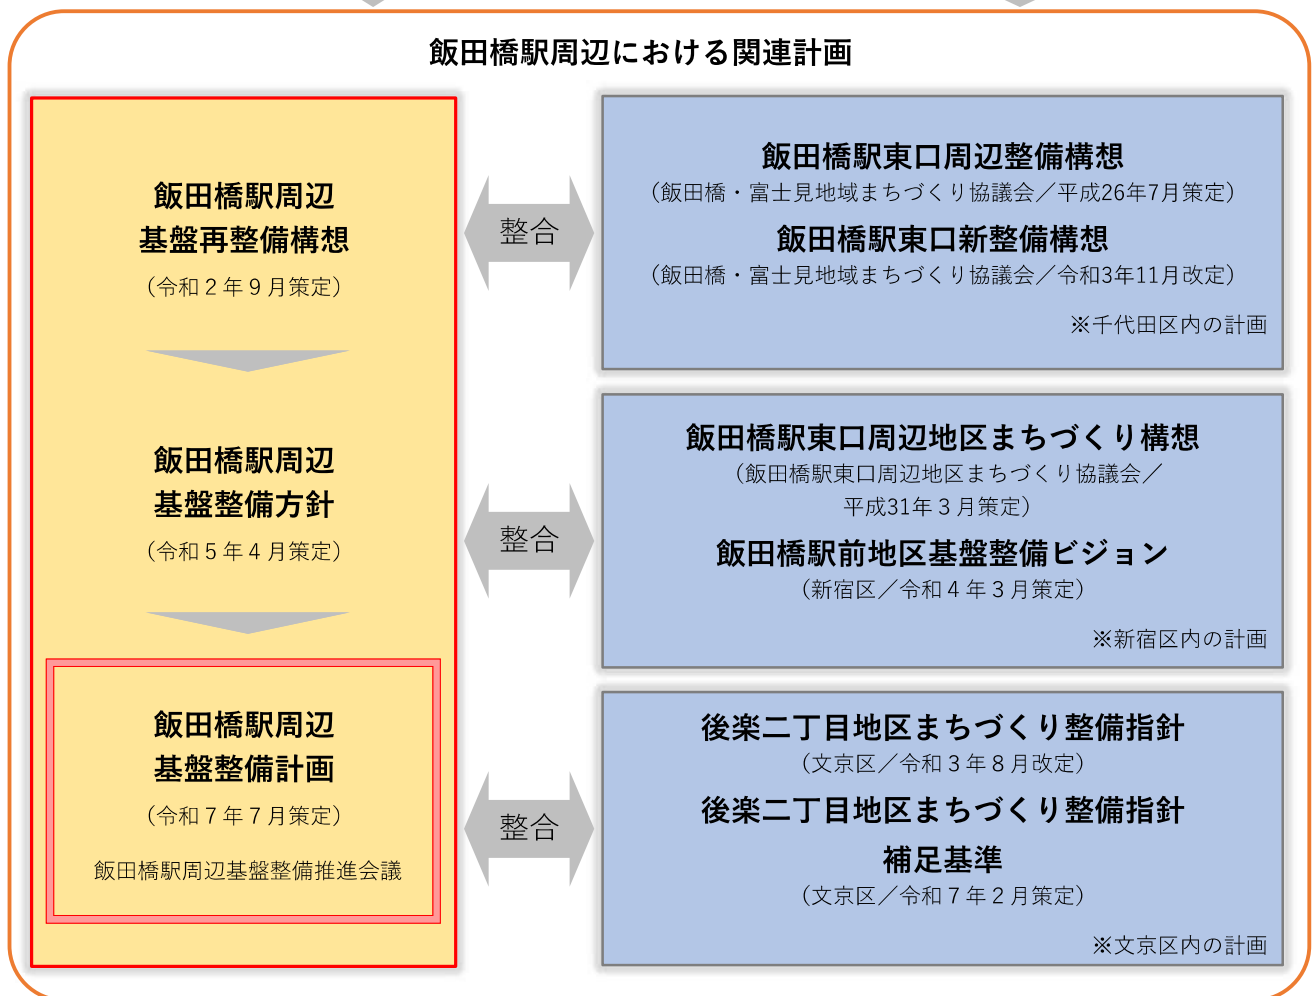 飯田橋駅周辺における関連計画
飯田橋駅周辺
基盤再整備構想
（令和２年９月策定）
飯田橋駅周辺
基盤整備方針
（令和５年４月策定）
飯田橋駅周辺
基盤整備計画
（令和７年７月策定）
飯田橋駅周辺基盤整備推進会議
整合
整合
整合
飯田橋駅東口周辺整備構想
（飯田橋・富士見地域まちづくり協議会／平成26年7月策定）
飯田橋駅東口新整備構想
（飯田橋・富士見地域まちづくり協議会／令和3年11月改定）
※千代田区内の計画
飯田橋駅東口周辺地区まちづくり構想
（飯田橋駅東口周辺地区まちづくり協議会／
平成31年３月策定）
飯田橋駅前地区基盤整備ビジョン
（新宿区／令和４年３月策定）
※新宿区内の計画
後楽二丁目地区まちづくり整備指針
（文京区／令和３年８月改定）
後楽二丁目地区まちづくり整備指針
補足基準
（文京区／令和７年２月策定）
※文京区内の計画